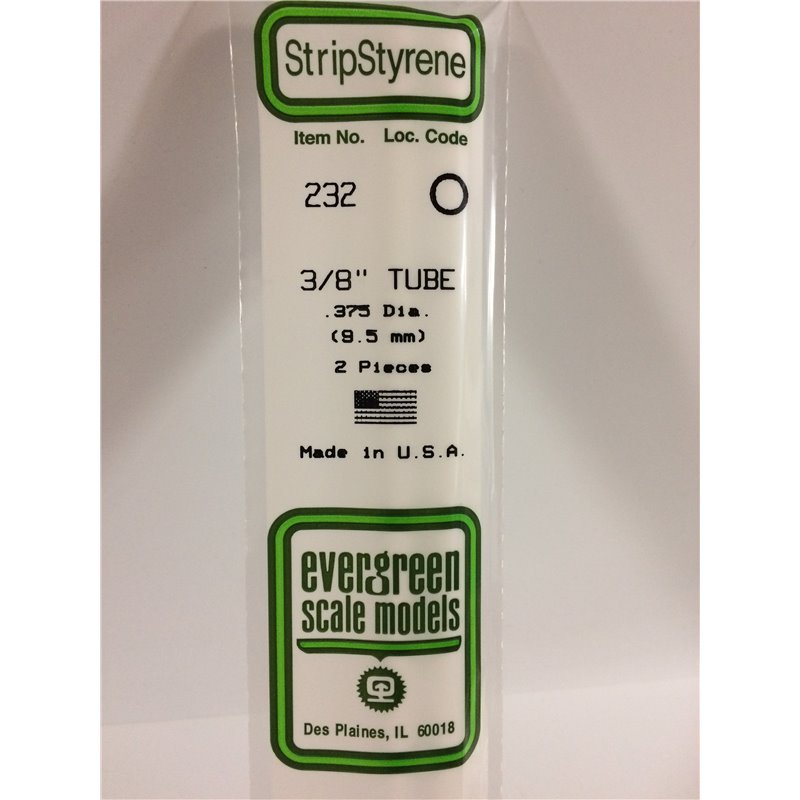 StripStyrene
Item No. Loc. Code
232 O
3/8" TUBE
.375 Dia.
(9.5 mm)
2 Pieces
Made in U.S.A.
evergreen
scale models
Des Plaines, IL 60018